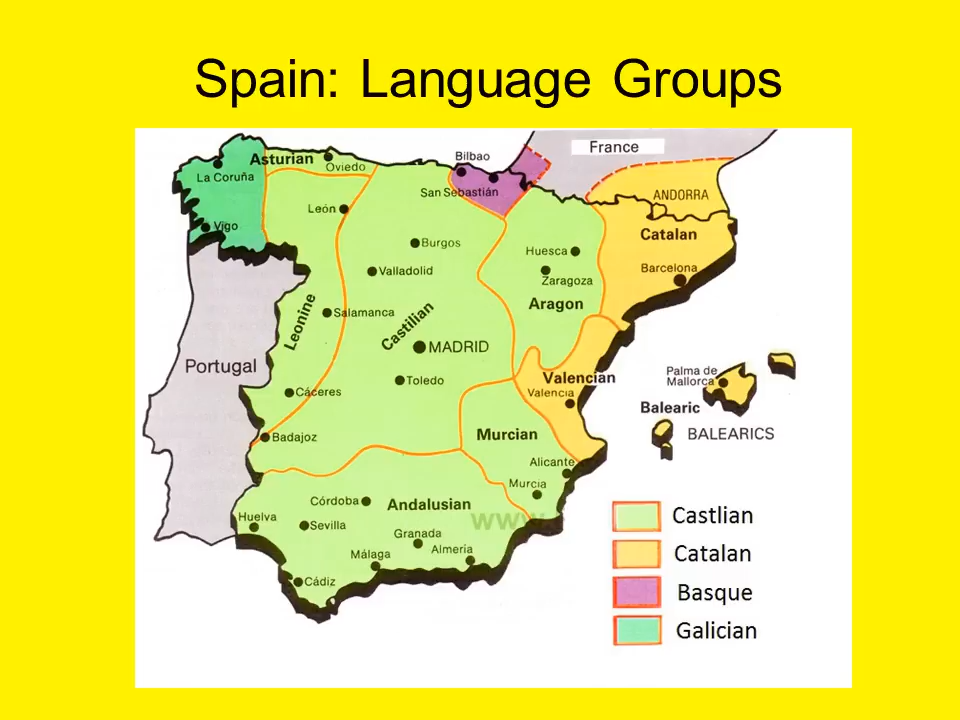 Spain: Language Groups
France
Bilbao
Asturian
Oviedo
La Coruña
San Sebastián
ANDORRA
León
Vigo
Catalan
Burgos
Huesca
Barcelona
Valladolid
Zaragoza
Leonine
Salamanca
Castilian
Aragon
MADRID
Portugal
Toledo
Valencian
Palma de
Mallorca
Cáceres
Valencia
Balearic
BALEARICS
Badajoz
Murcian
Alicante
Murcia
Córdoba
Andalusian
Huelva
Sevilla
www.
Granada
Almería
Málaga
Cádiz
Castlian
Catalan
Basque
Galician